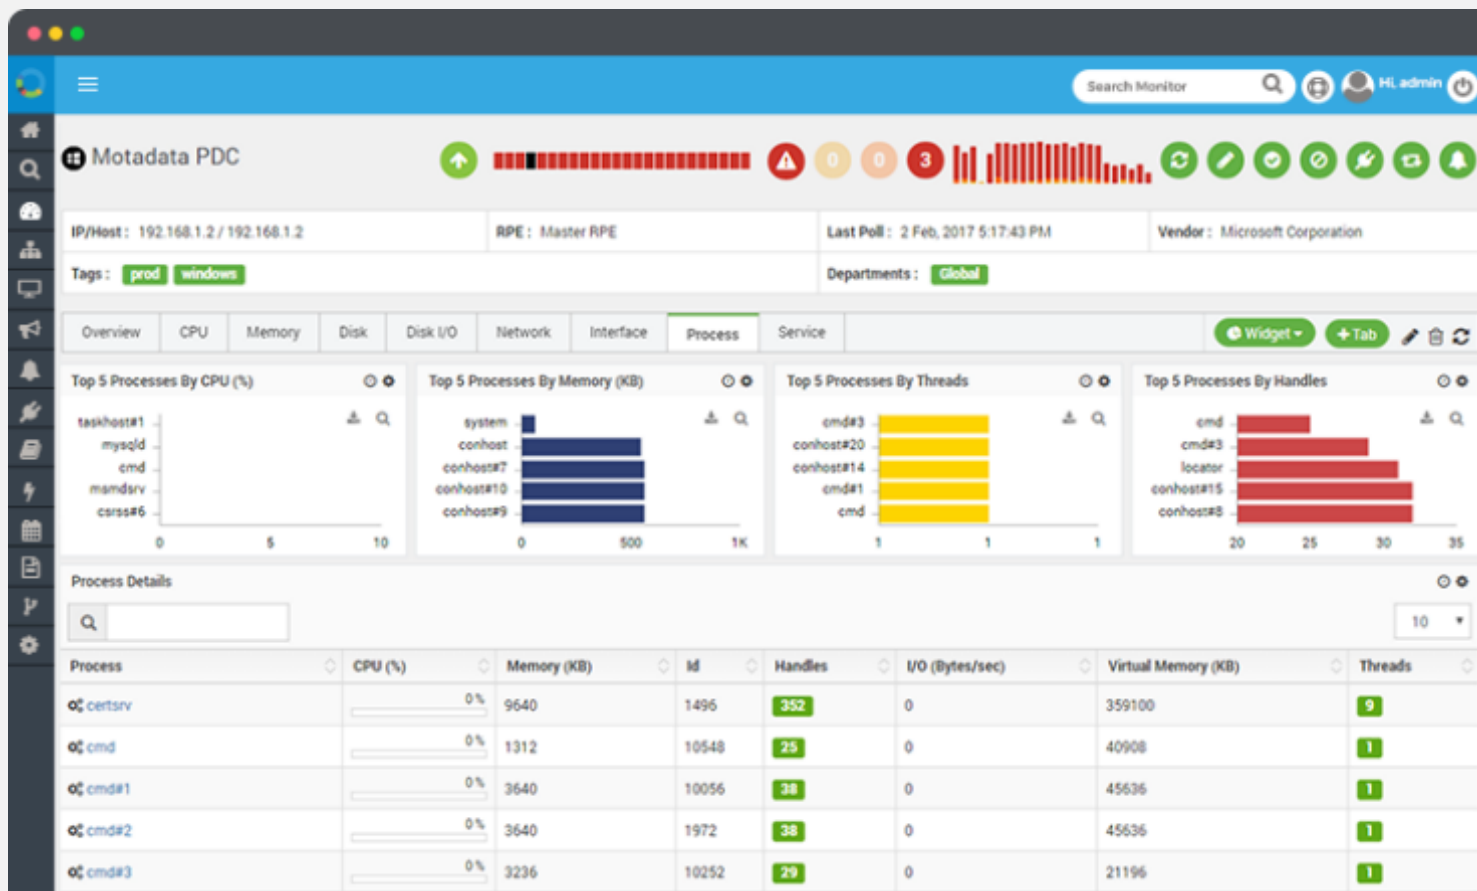 Search Monitor
Hi, admin
Motadata PDC
0 0 3
IP/Host : 192.168.1.2 / 192.168.1.2 RPE : Master RPE Last Poll : 2 Feb, 2017 5:17:43 PM Vendor : Microsoft Corporation
Tags : prod windows Departments : Global
Overview CPU Memory Disk Disk I/O Network Interface Process Service Widget + Tab
Top 5 Processes By CPU (%)
taskhost#1
mysqld
cmd
msmdsrv
csrss#6
0 5 10
Top 5 Processes By Memory (KB)
system
conhost
conhost#7
conhost#10
conhost#9
0 500 1K
Top 5 Processes By Threads
cmd#3
conhost#20
conhost#14
cmd#1
cmd
1 1 1
Top 5 Processes By Handles
cmd
cmd#3
locator
conhost#15
conhost#8
20 25 30 35
Process Details
10
Process CPU (%) Memory (KB) Id Handles I/O (Bytes/sec) Virtual Memory (KB) Threads
certsrv 0 % 9640 1496 352 0 359100 9
cmd 0 % 1312 10548 25 0 40908 1
cmd#1 0 % 3640 10056 38 0 45636 1
cmd#2 0 % 3640 1972 38 0 45636 1
cmd#3 0 % 3236 10252 29 0 21196 1